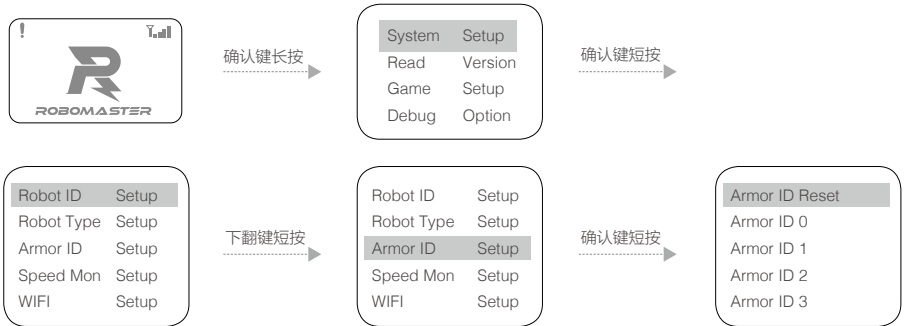 ROBOMASTER
确认键长按
System Setup
Read Version
Game Setup
Debug Option
确认键短按
Robot ID Setup
Robot Type Setup
Armor ID Setup
Speed Mon Setup
WIFI Setup
下翻键短按
Robot ID Setup
Robot Type Setup
Armor ID Setup
Speed Mon Setup
WIFI Setup
确认键短按
Armor ID Reset
Armor ID 0
Armor ID 1
Armor ID 2
Armor ID 3